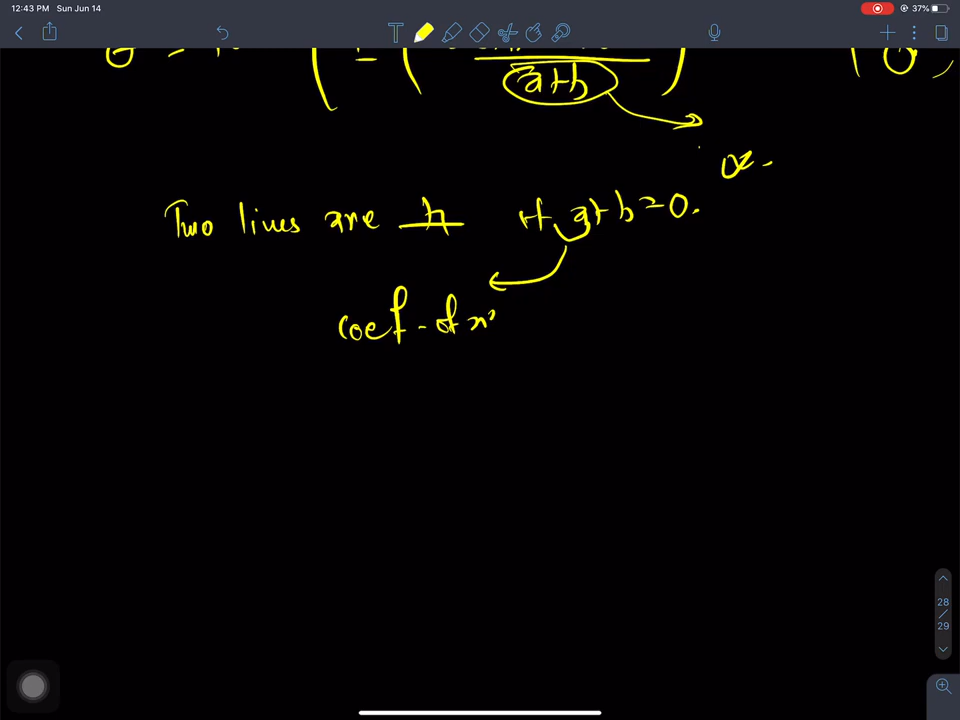 12:43 PM Sun Jun 14
37%
θ =
a+b
Two lines are ⊥ if a+b=0.
coef. of x²
28
/
29